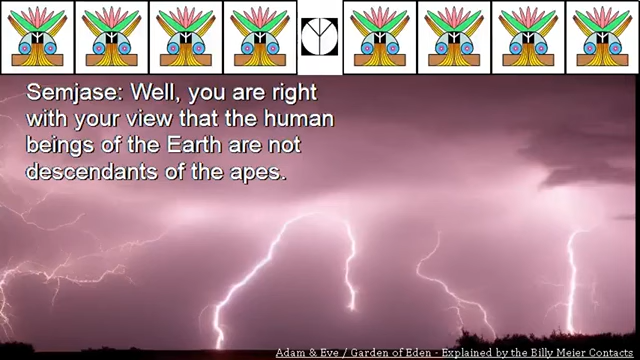 Semjase: Well, you are right
with your view that the human
beings of the Earth are not
descendants of the apes.
Adam & Eve / Garden of Eden - Explained by the Billy Meier Contacts